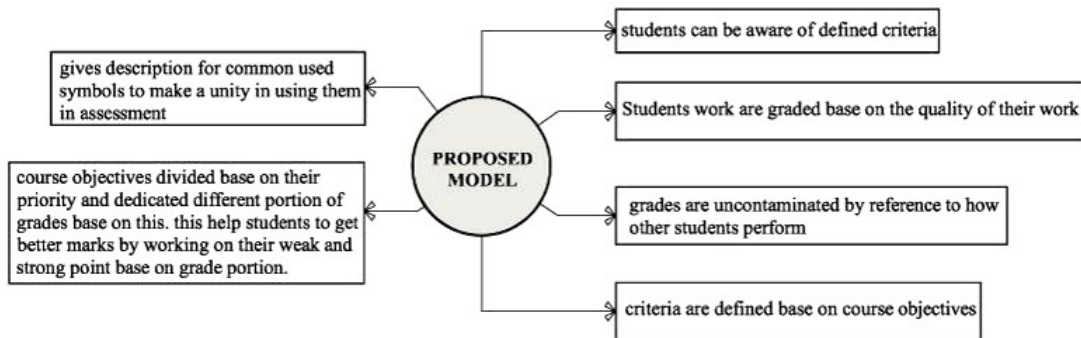 gives description for common used
symbols to make a unity in using them
in assessment
course objectives divided base on their
priority and dedicated different portion of
grades base on this. this help students to get
better marks by working on their weak and
strong point base on grade portion.
PROPOSED
MODEL
students can be aware of defined criteria
Students work are graded base on the quality of their work
grades are uncontaminated by reference to how
other students perform
criteria are defined base on course objectives